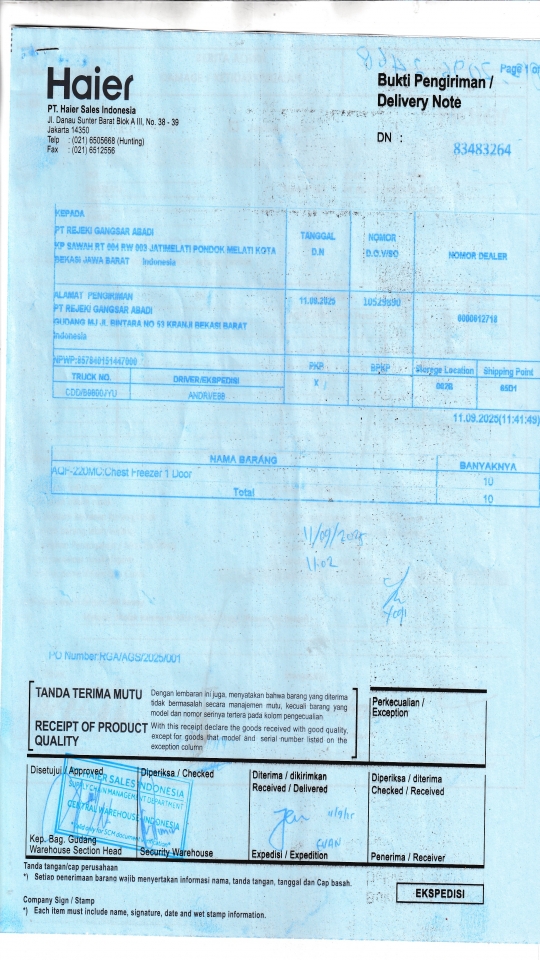 Page 1 of
Haier
Bukti Pengiriman /
Delivery Note
PT. Haier Sales Indonesia
Jl. Danau Sunter Barat Blok A III, No. 38 - 39
Jakarta 14350
Telp : (021) 6505668 (Hunting)
Fax : (021) 6512556
DN :
83483264
KEPADA
PT REJEKI GANGSAR ABADI
KP SAWAH RT 004 RW 003 JATIMELATI PONDOK MELATI KOTA
BEKASI JAWA BARAT Indonesia
TANGGAL
D.N
NOMOR
D.O.V/SO
NOMOR DEALER
ALAMAT PENGIRIMAN
PT REJEKI GANGSAR ABADI
GUDANG MJ JL BINTARA NO 53 KRANJI BEKASI BARAT
Indonesia
11.09.2025
0000612718
PKP
BPKP
Storage Location
Shipping Point
TRUCK NO.
DRIVER/EKSPEDISI
X
002G
65D1
11.09.2025(11:41:49)
NAMA BARANG
BANYAKNYA
AQF-220MC:Chest Freezer 1 Door
10
Total
10
11/09/2025
11:02
Yogi
PO Number:RGA/AGS/2025/001
TANDA TERIMA MUTU
Dengan lembaran ini juga, menyatakan bahwa barang yang diterima
tidak bermasalah secara manajemen mutu, kecuali barang yang
model dan nomor serinya tertera pada kolom pengecualian
RECEIPT OF PRODUCT
QUALITY
With this receipt declare the goods received with good quality,
except for goods that model and serial number listed on the
exception column
Perkecualian /
Exception
Disetujui / Approved
Diperiksa / Checked
Diterima / dikirimkan
Received / Delivered
Diperiksa / diterima
Checked / Received
HAIER SALES INDONESIA
SUPPLY CHAIN MANAGEMENT DEPARTMENT
CENTRAL WAREHOUSE INDONESIA
Kep. Bag. Gudang
Warehouse Section Head
Security Warehouse
Expedisi / Expedition
Penerima / Receiver
Tanda tangan/cap perusahaan
*) Setiap penerimaan barang wajib menyertakan informasi nama, tanda tangan, tanggal dan Cap basah.
EKSPEDISI
Company Sign / Stamp
*) Each item must include name, signature, date and wet stamp information.